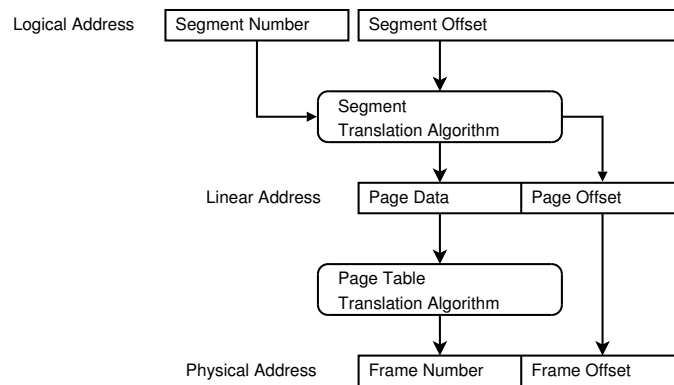 Logical Address Segment Number Segment Offset
Segment
Translation Algorithm
Linear Address Page Data Page Offset
Page Table
Translation Algorithm
Physical Address Frame Number Frame Offset